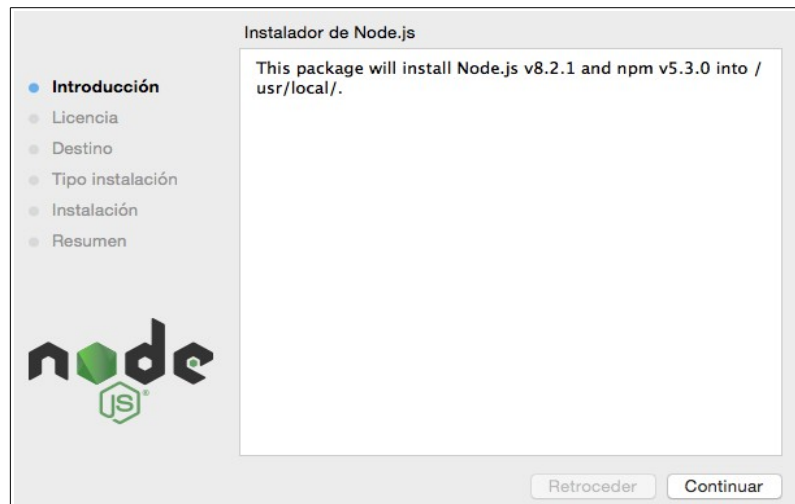 Instalador de Node.js
This package will install Node.js v8.2.1 and npm v5.3.0 into /
usr/local/.
Introducción
Licencia
Destino
Tipo instalación
Instalación
Resumen
node
JS®
Retroceder
Continuar